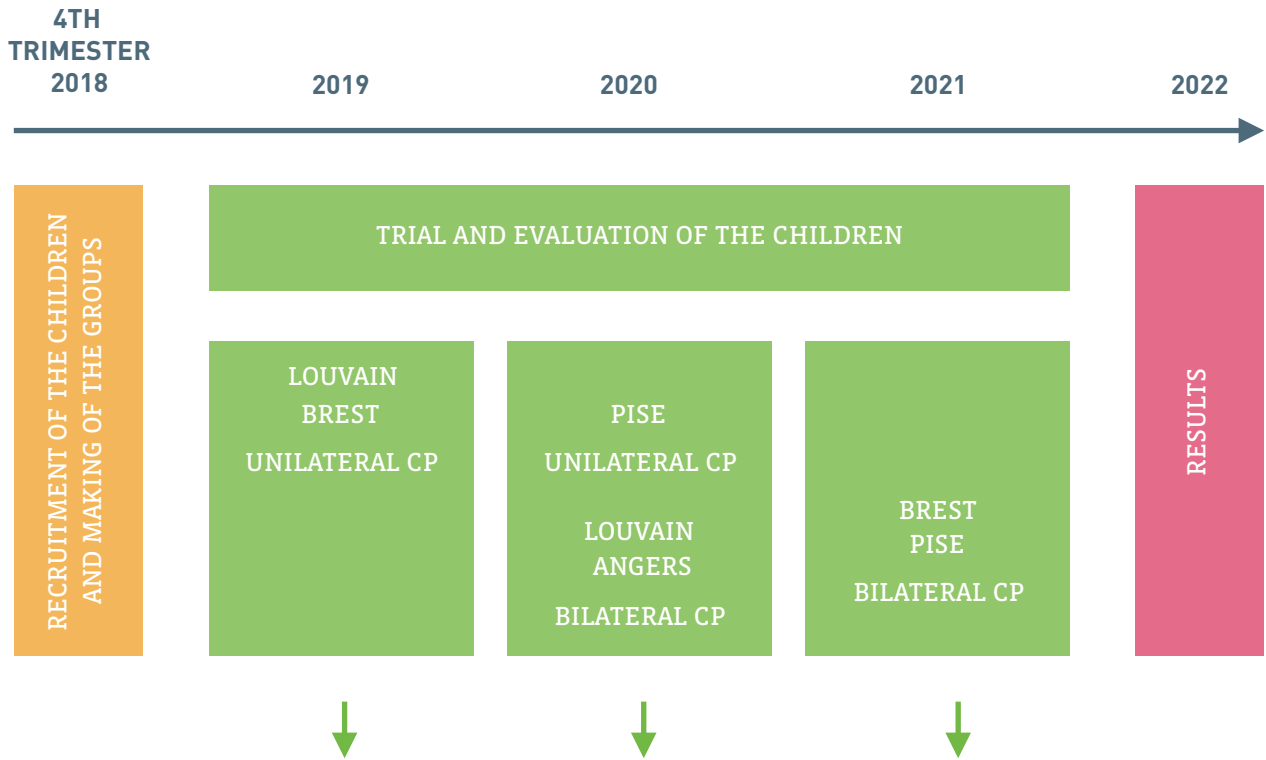 4TH
TRIMESTER
2018
2019
2020
2021
2022
RECRUITMENT OF THE CHILDREN
AND MAKING OF THE GROUPS
TRIAL AND EVALUATION OF THE CHILDREN
LOUVAIN
BREST
UNILATERAL CP
PISE
UNILATERAL CP
LOUVAIN
ANGERS
BILATERAL CP
BREST
PISE
BILATERAL CP
RESULTS